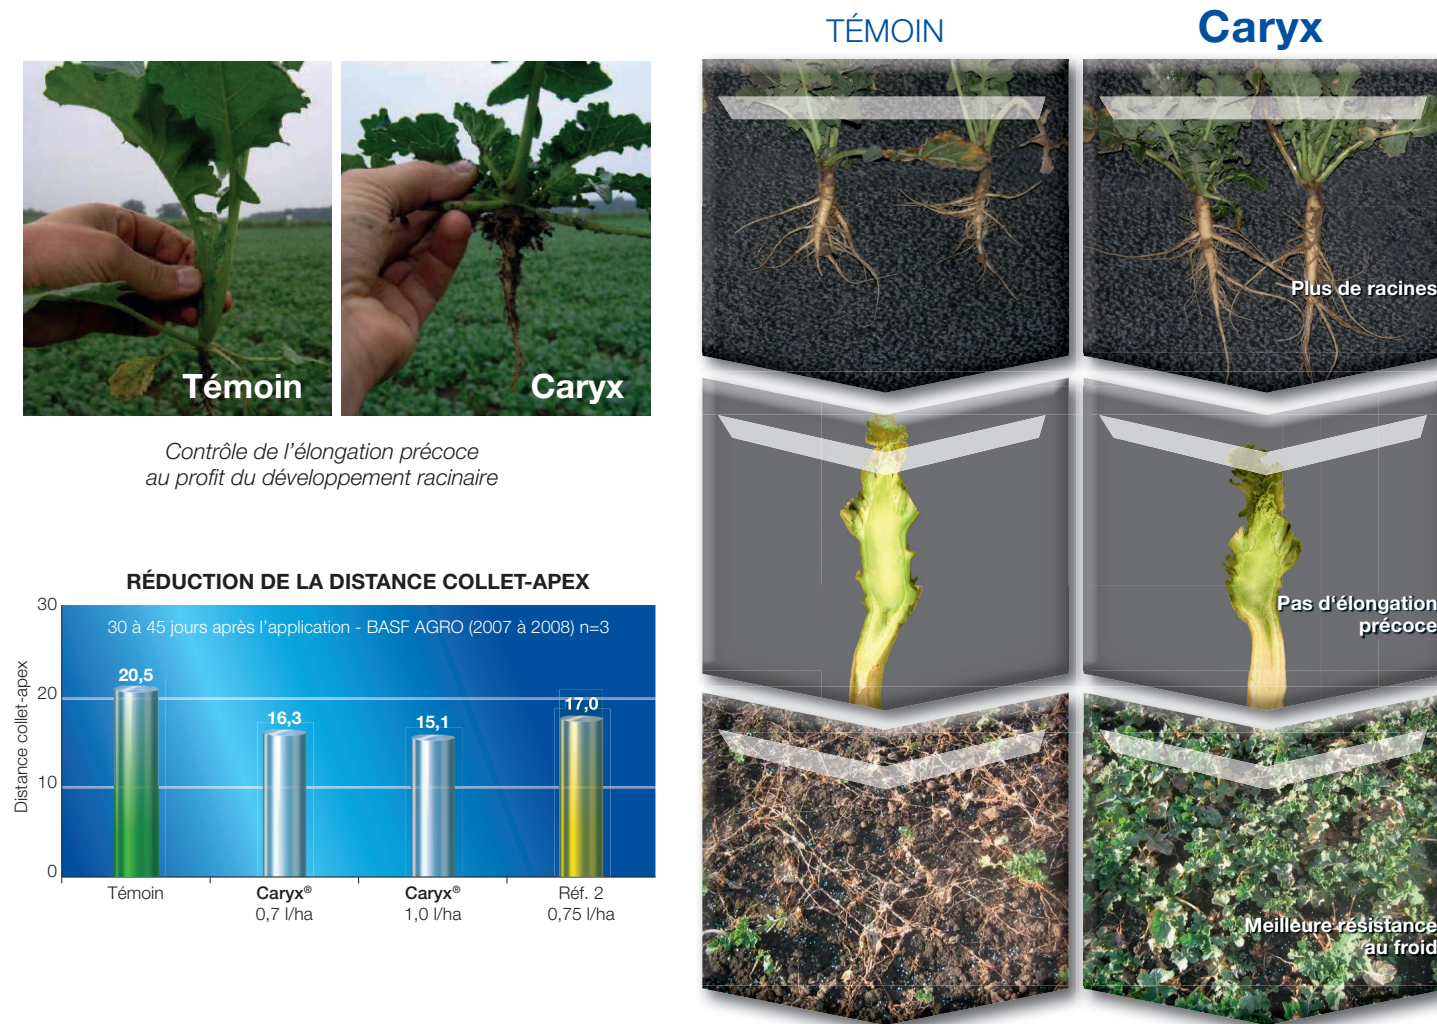 TÉMOIN
Caryx
Témoin
Caryx
Contrôle de l'élongation précoce
au profit du développement racinaire
Plus de racines
Pas d'élongation
précoce
Meilleure résistance
au froid
RÉDUCTION DE LA DISTANCE COLLET-APEX
30 à 45 jours après l'application - BASF AGRO (2007 à 2008) n=3
Distance collet-apex
30
20
10
0
20,5
16,3
15,1
17,0
Témoin
Caryx®
0,7 l/ha
Caryx®
1,0 l/ha
Réf. 2
0,75 l/ha